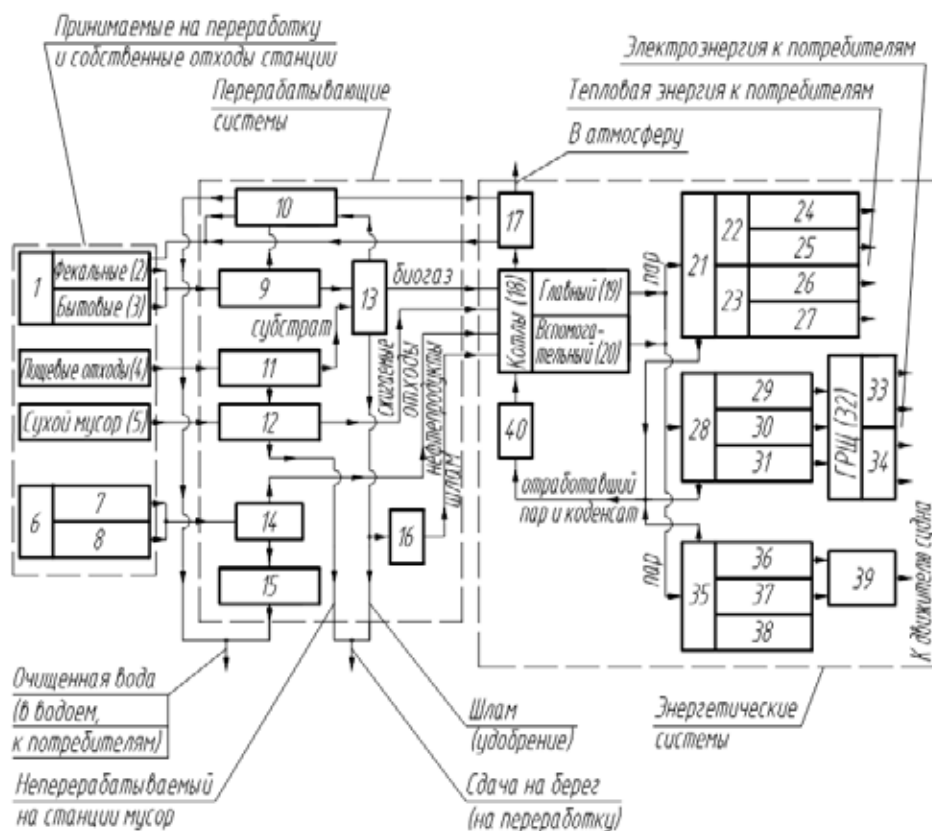 Принимаемые на переработку
и собственные отходы станции
Перерабатывающие
системы
Электроэнергия к потребителям
Тепловая энергия к потребителям
В атмосферу
1
Фекальные (2)
Бытовые (3)
Пищевые отходы(4)
Сухой мусор (5)
6
7
8
10
9
субстрат
11
12
13
14
15
16
биогаз
сжигаемые
отходы
нефтепродукты
шлам
17
Котлы (18)
Главный (19)
Вспомога-
тельный (20)
40
отработавший
пар и коденсат
пар
пар
21
22
23
24
25
26
27
28
29
30
31
ГРЩ (32)
33
34
35
36
37
38
39
К движителю судна
Очищенная вода
(в водоем,
к потребителям)
Неперерабатываемый
на станции мусор
Шлам
(удобрение)
Сдача на берег
(на переработку)
Энергетические
системы